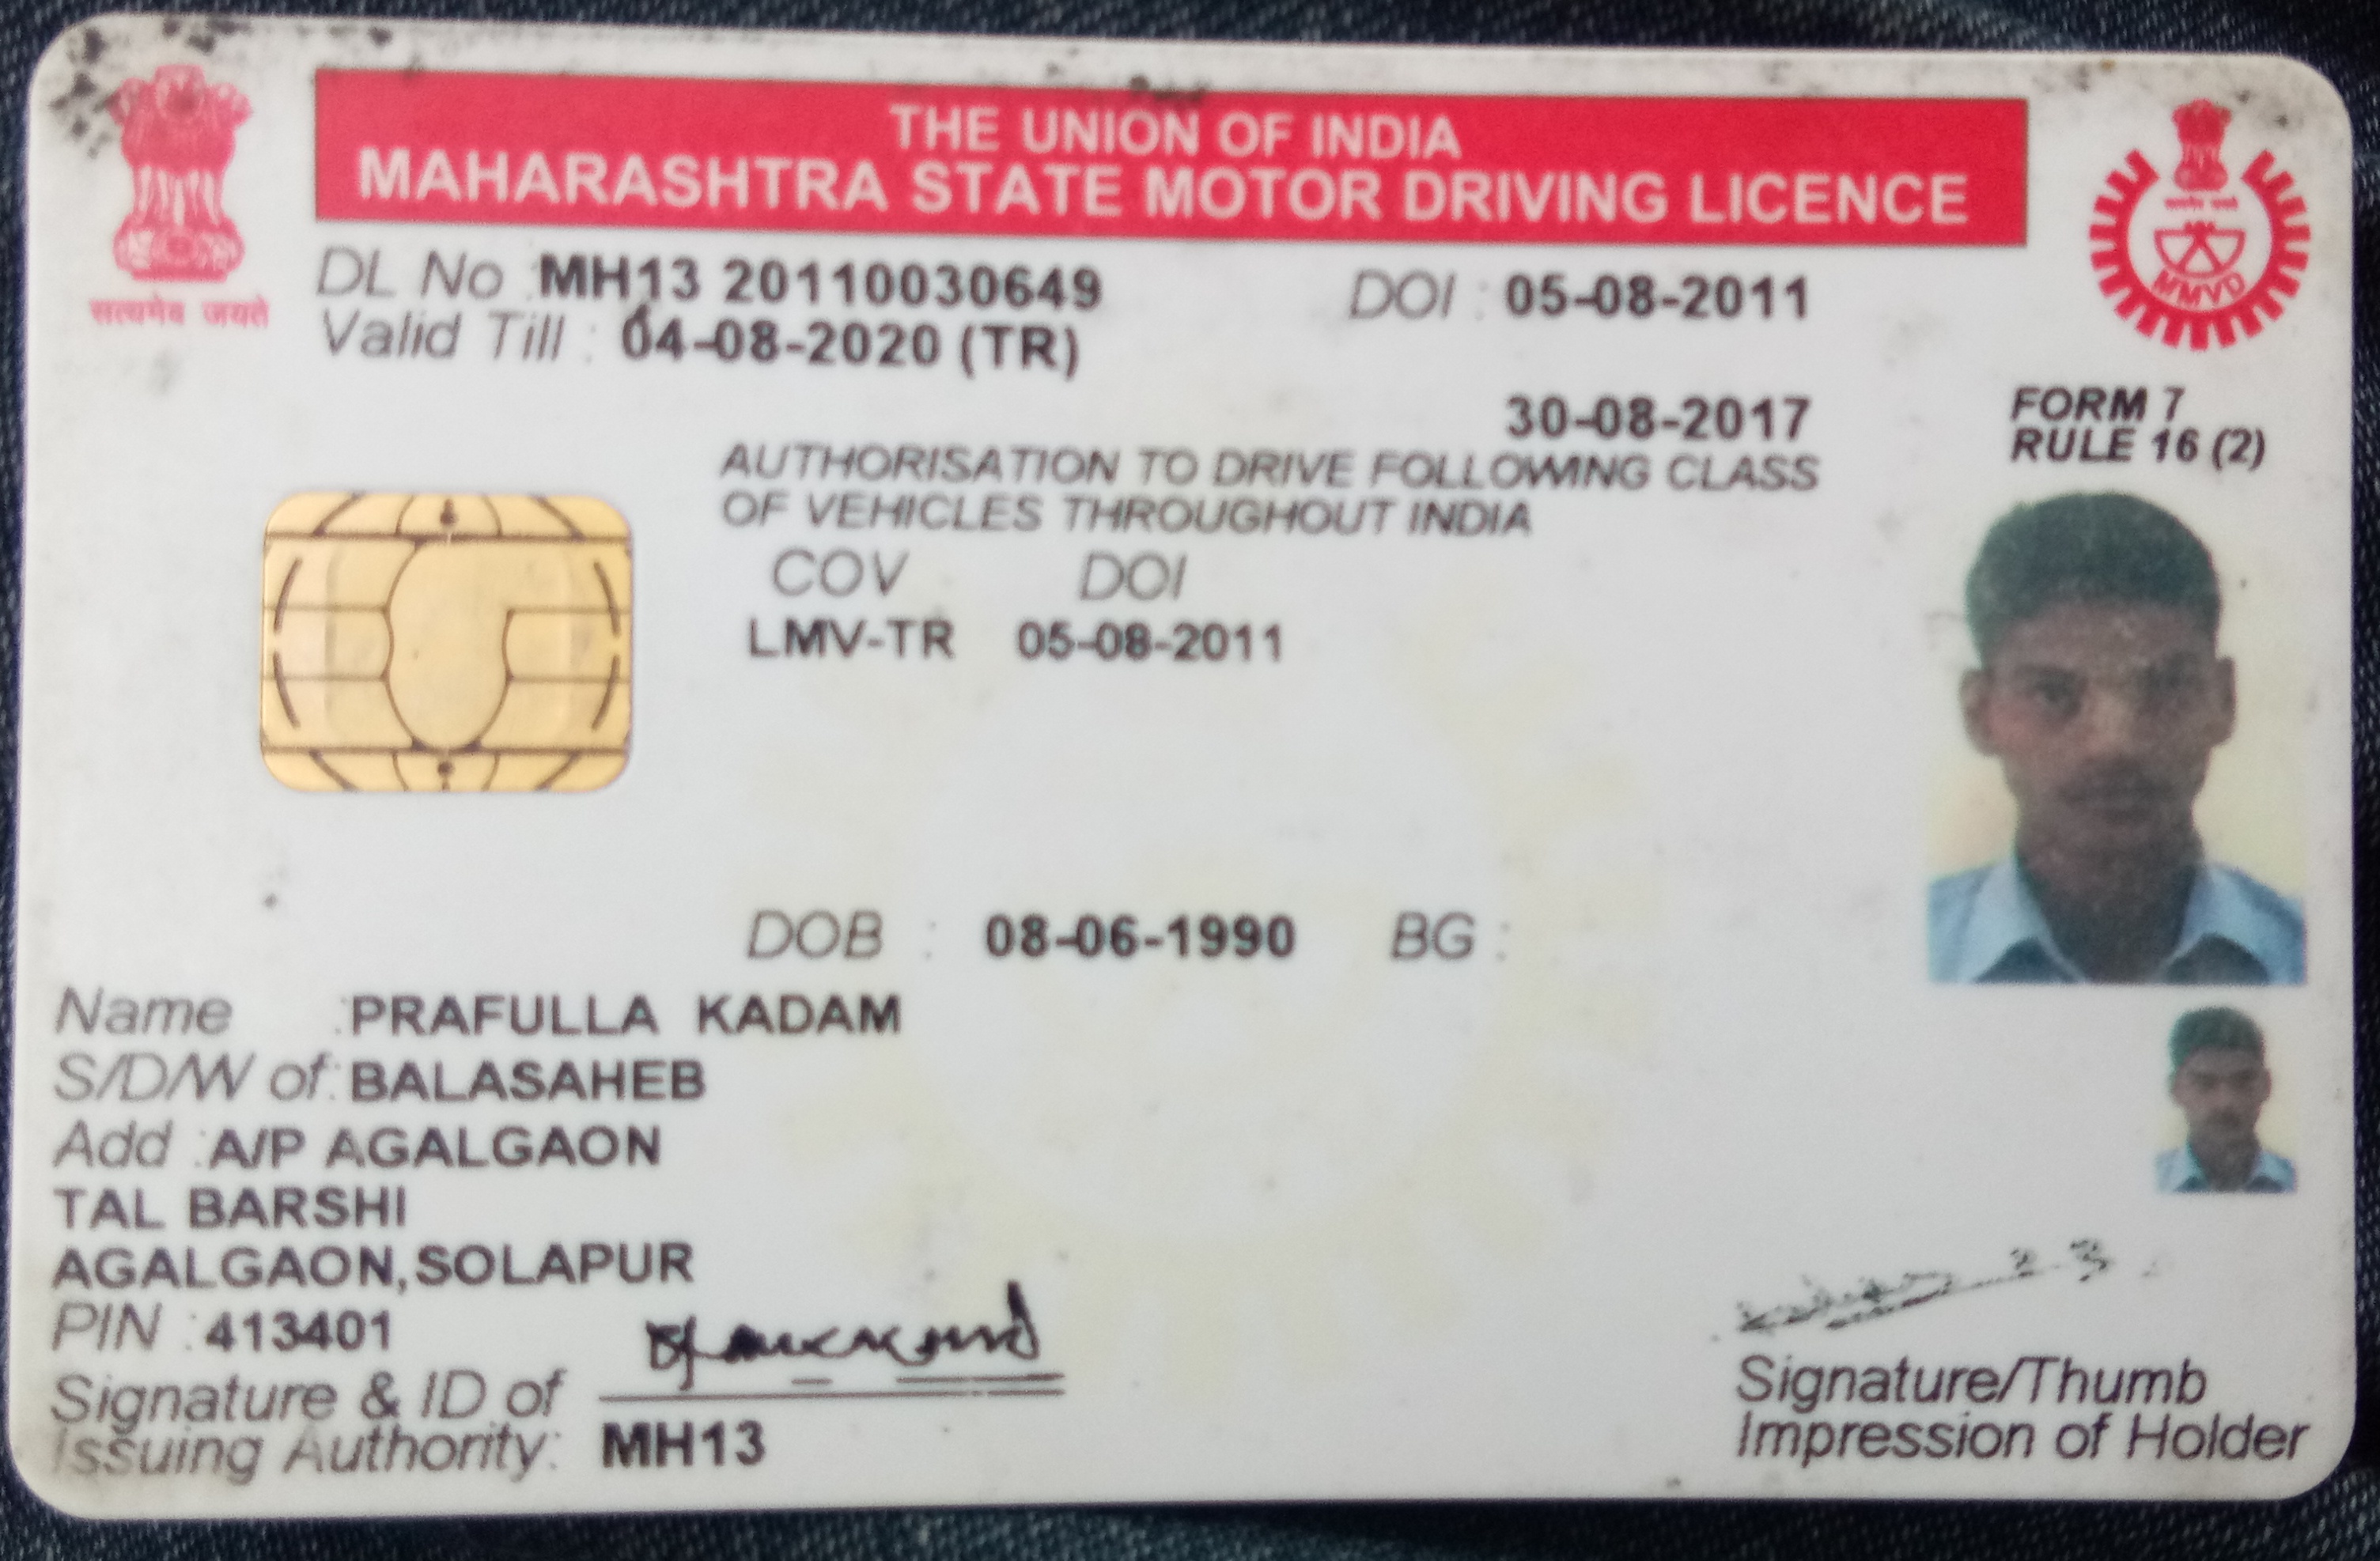 THE UNION OF INDIA
MAHARASHTRA STATE MOTOR DRIVING LICENCE
सत्यमेव जयते
MMVD
DL No : MH13 20110030649 DOI : 05-08-2011
Valid Till : 04-08-2020 (TR)
30-08-2017
FORM 7
RULE 16 (2)
AUTHORISATION TO DRIVE FOLLOWING CLASS
OF VEHICLES THROUGHOUT INDIA
COV DOI
LMV-TR 05-08-2011
DOB : 08-06-1990 BG :
Name : PRAFULLA KADAM
S/D/W of : BALASAHEB
Add : A/P AGALGAON
TAL BARSHI
AGALGAON,SOLAPUR
PIN : 413401
Signature & ID of
Issuing Authority: MH13
Signature/Thumb
Impression of Holder